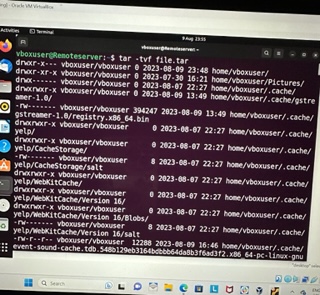 ing] - Oracle VM VirtualBox
Activities
Terminal
9 Aug 23:55
vboxuser@Remoteserver: ~
vboxuser@Remoteserver:~$ tar -tvf file.tar
drwxr-x--- vboxuser/vboxuser 0 2023-08-09 23:48 home/vboxuser/
drwxr-xr-x vboxuser/vboxuser 0 2023-07-30 16:21 home/vboxuser/Pictures/
drwx------ vboxuser/vboxuser 0 2023-08-07 22:27 home/vboxuser/.cache/
drwxrwxr-x vboxuser/vboxuser 0 2023-08-09 13:49 home/vboxuser/.cache/gstre
amer-1.0/
-rw------- vboxuser/vboxuser 394247 2023-08-09 13:49 home/vboxuser/.cache/
gstreamer-1.0/registry.x86_64.bin
drwxrwxr-x vboxuser/vboxuser 0 2023-08-07 22:27 home/vboxuser/.cache/
yelp/
drwxrwxr-x vboxuser/vboxuser 0 2023-08-07 22:27 home/vboxuser/.cache/
yelp/CacheStorage/
-rw------- vboxuser/vboxuser 8 2023-08-07 22:27 home/vboxuser/.cache/
yelp/CacheStorage/salt
drwxrwxr-x vboxuser/vboxuser 0 2023-08-07 22:27 home/vboxuser/.cache/
yelp/WebKitCache/
drwxrwxr-x vboxuser/vboxuser 0 2023-08-07 22:27 home/vboxuser/.cache/
yelp/WebKitCache/Version 16/
drwxrwxr-x vboxuser/vboxuser 0 2023-08-07 22:27 home/vboxuser/.cache/
yelp/WebKitCache/Version 16/Blobs/
-rw------- vboxuser/vboxuser 8 2023-08-07 22:27 home/vboxuser/.cache/
yelp/WebKitCache/Version 16/salt
-rw-r--r-- vboxuser/vboxuser 12288 2023-08-09 16:46 home/vboxuser/.cache/
event-sound-cache.tdb.548b129eb3164bdbbb64da8b3f6ad3f2.x86_64-pc-linux-gnu
Search